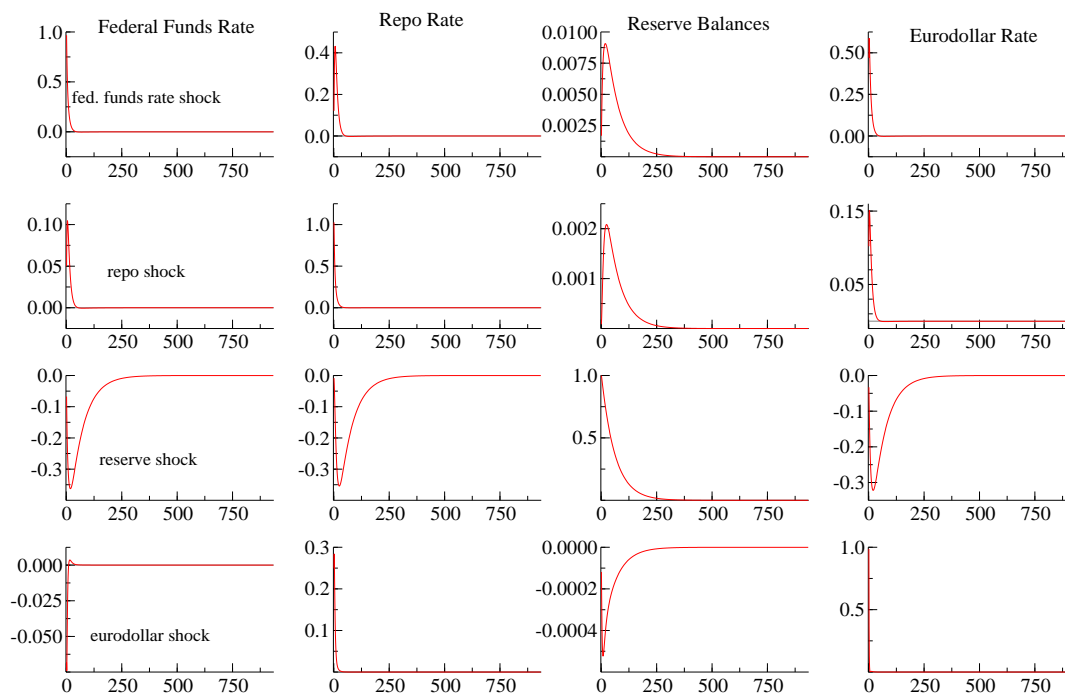 Federal Funds Rate
Repo Rate
Reserve Balances
Eurodollar Rate
1.0
0.5
0.0
fed. funds rate shock
0 250 500 750
0.4
0.3
0.2
0.1
0.0
0 250 500 750
0.0100
0.0075
0.0050
0.0025
0 250 500 750
0.50
0.25
0.00
0 250 500 750
0.10
0.05
0.00
repo shock
0 250 500 750
1.0
0.5
0.0
0 250 500 750
0.002
0.001
0 250 500 750
0.15
0.05
0 250 500 750
0.0
-0.1
-0.2
-0.3
reserve shock
0 250 500 750
0.0
-0.1
-0.2
-0.3
0 250 500 750
1.0
0.5
0 250 500 750
0.0
-0.1
-0.2
-0.3
0 250 500 750
0.000
-0.025
-0.050
eurodollar shock
0 250 500 750
0.3
0.2
0.1
0 250 500 750
0.0000
-0.0002
-0.0004
0 250 500 750
1.0
0.5
0 250 500 750